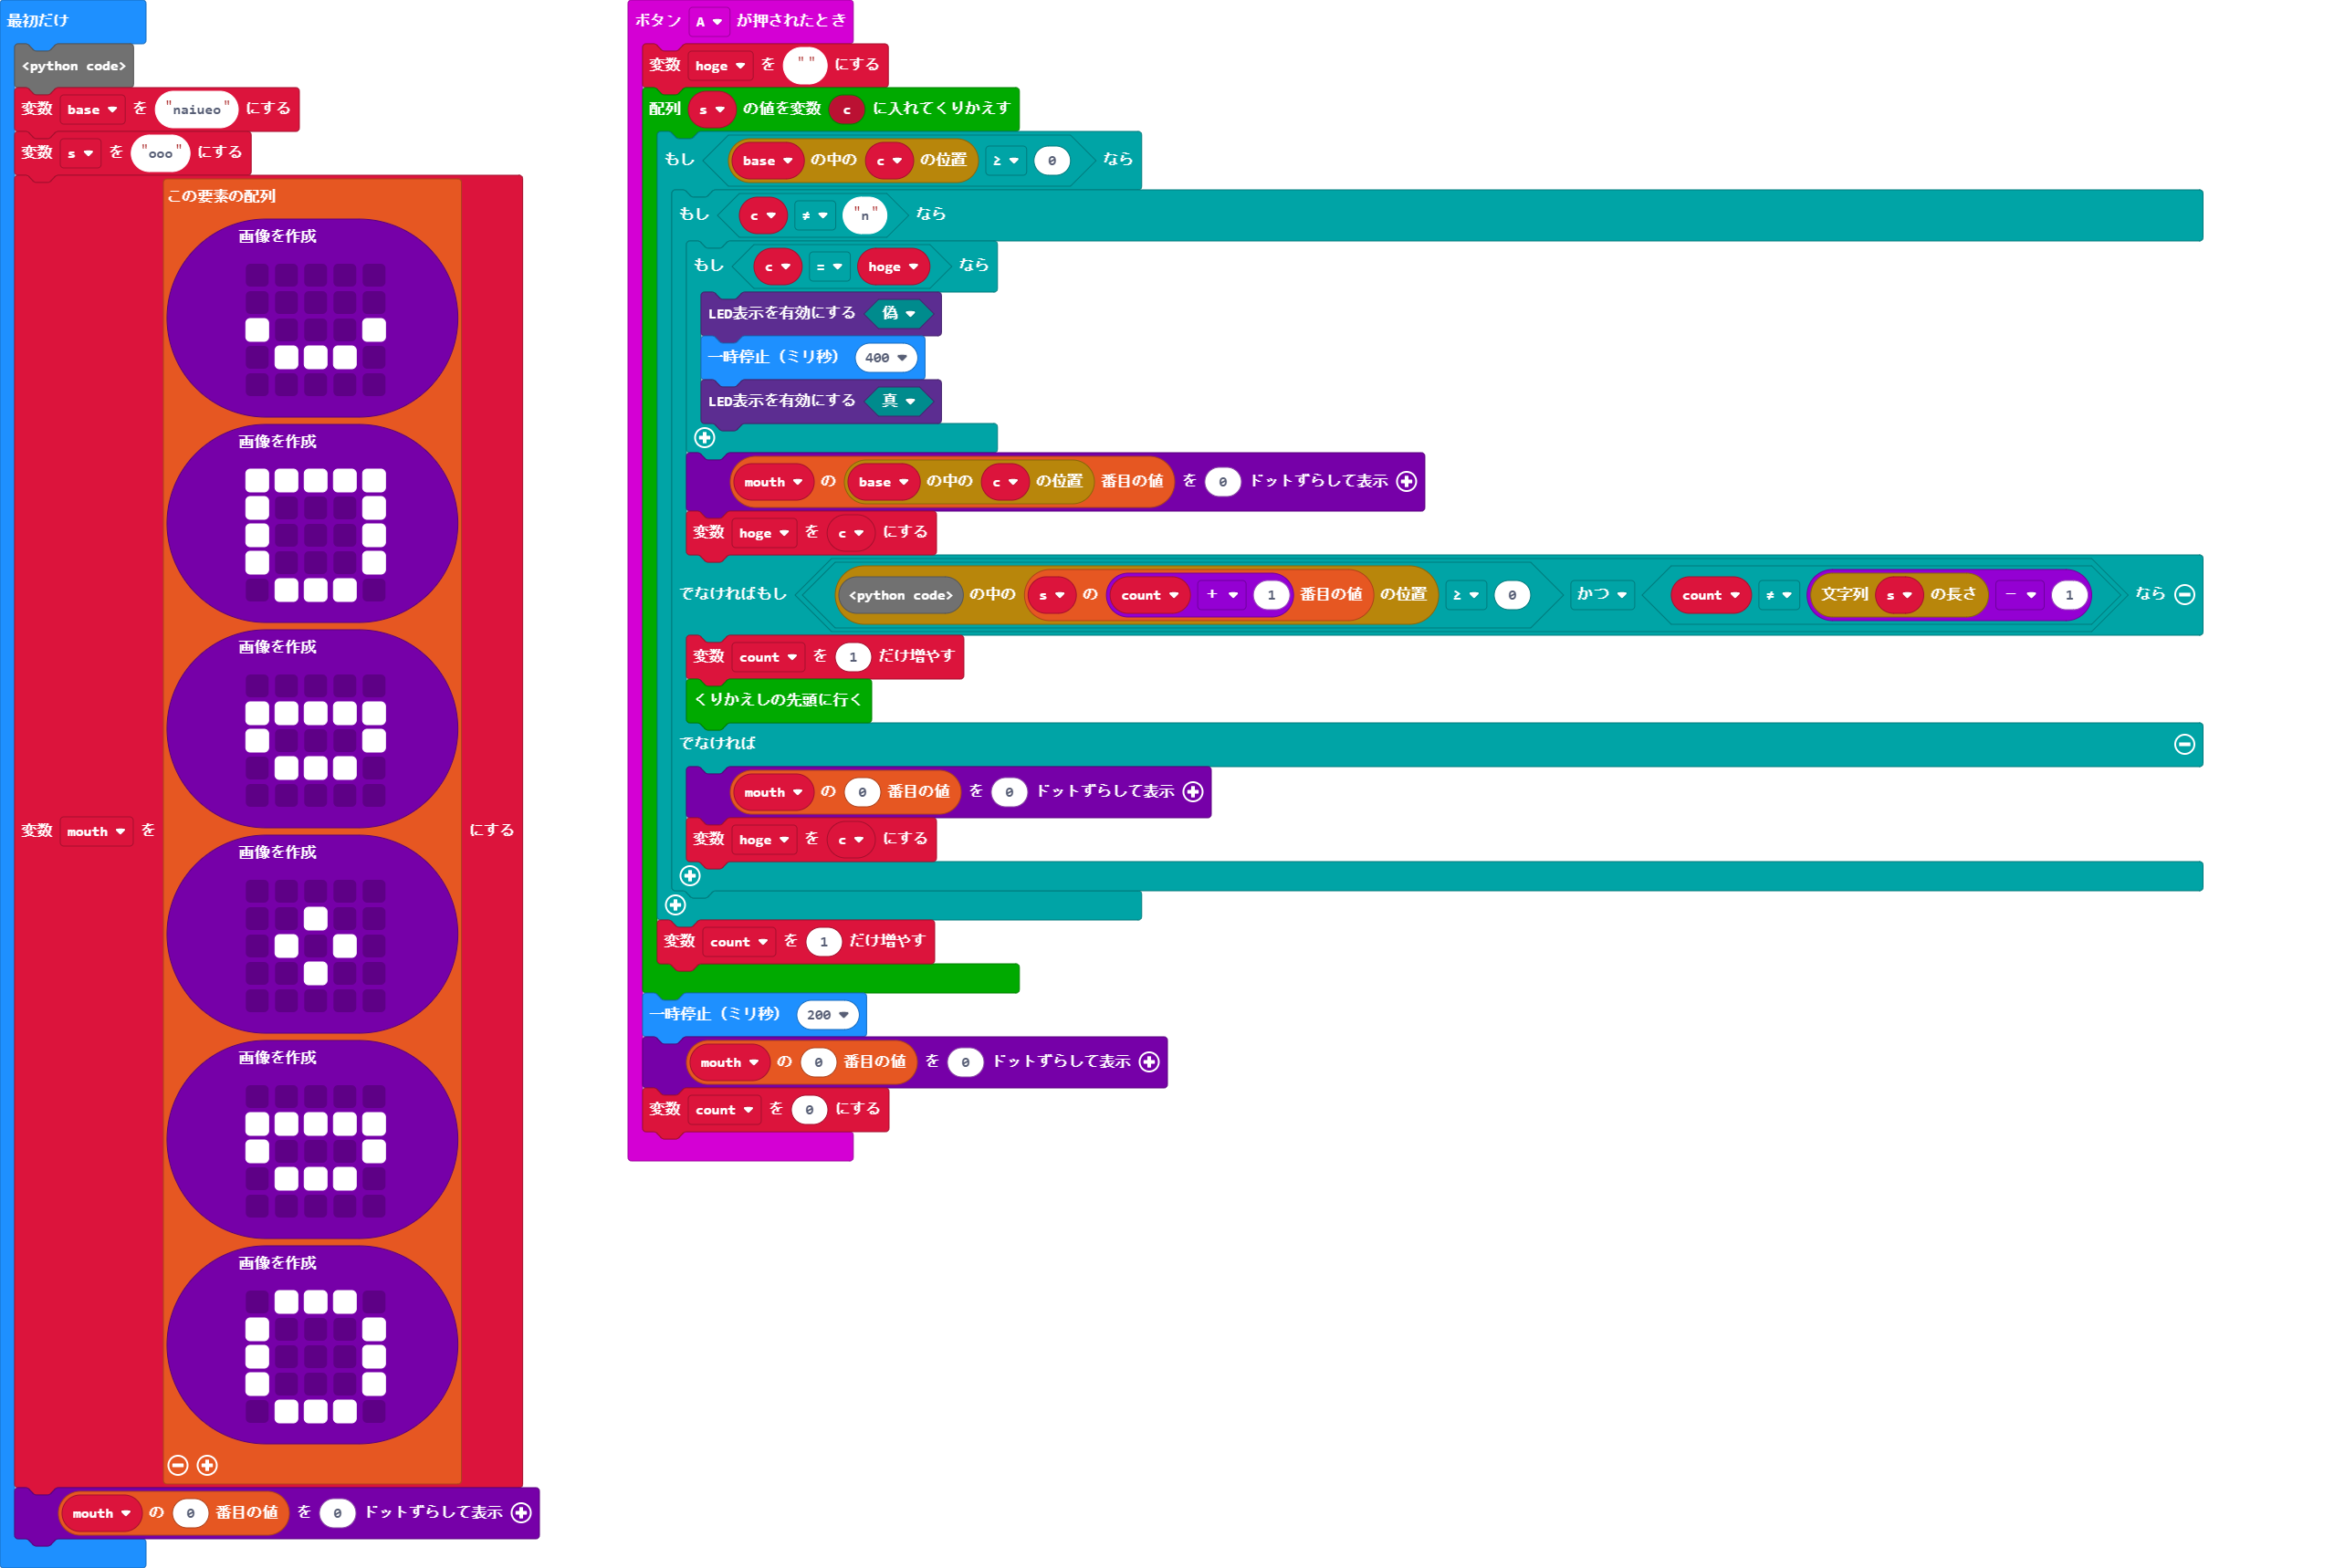 最初だけ
<python code>
変数 base を "naiueo" にする
変数 s を "ooo" にする
変数 mouth を この要素の配列 にする
画像を作成
画像を作成
画像を作成
画像を作成
画像を作成
画像を作成
mouth の 0 番目の値 を 0 ドットずらして表示
ボタン A が押されたとき
変数 hoge を "" にする
配列 s の値を変数 c に入れてくりかえす
もし base の中の c の位置 ≥ 0 なら
もし c ≠ "n" なら
もし c = hoge なら
LED表示を有効にする 偽
一時停止（ミリ秒） 400
LED表示を有効にする 真
mouth の base の中の c の位置 番目の値 を 0 ドットずらして表示
変数 hoge を c にする
でなければもし <python code> の中の s の count + 1 番目の値 の位置 ≥ 0 かつ count ≠ 文字列 s の長さ - 1 なら
変数 count を 1 だけ増やす
くりかえしの先頭に行く
でなければ
mouth の 0 番目の値 を 0 ドットずらして表示
変数 hoge を c にする
変数 count を 1 だけ増やす
一時停止（ミリ秒） 200
mouth の 0 番目の値 を 0 ドットずらして表示
変数 count を 0 にする